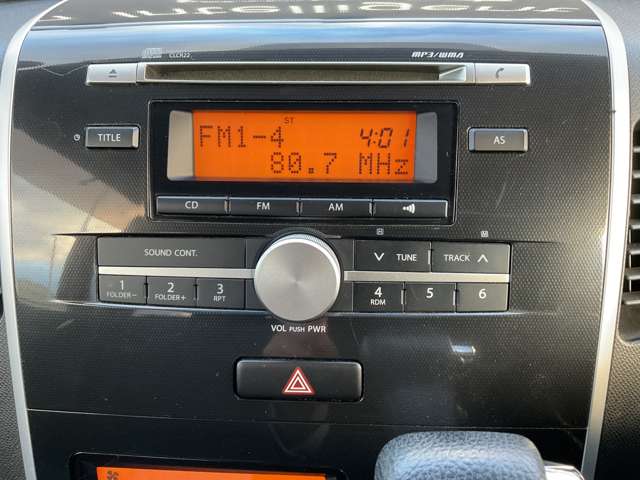 CLCR22
MP3/WMA
TITLE
ST
FM1-4 4:01
80.7 MHz
AS
CD FM AM
SOUND CONT.
H M
TUNE TRACK
1 2 3 4 5 6
FOLDER- FOLDER+ RPT RDM
VOL PUSH PWR